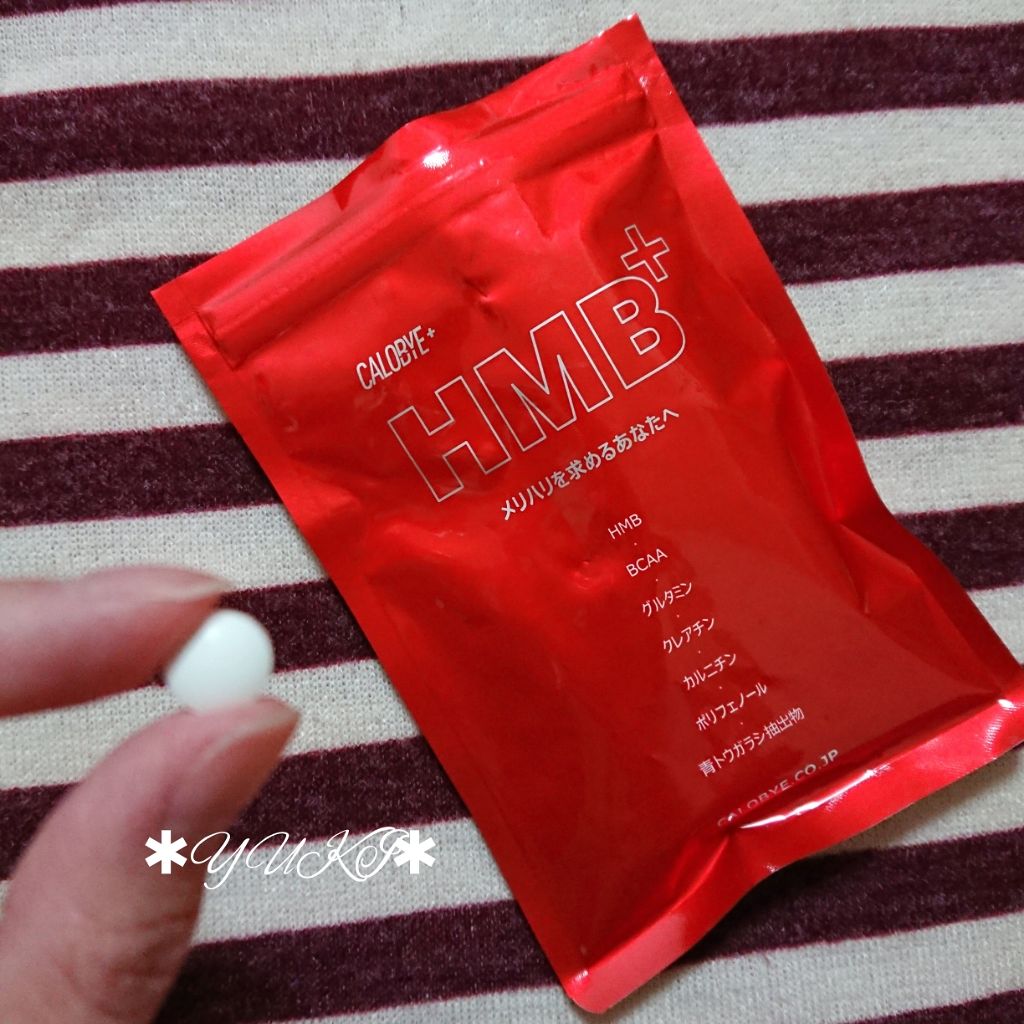 CALOBYE+
HMB+
メリハリを求めるあなたへ
HMB
・
BCAA
・
グルタミン
・
クレアチン
・
カルニチン
・
ポリフェノール
・
青トウガラシ抽出物
CALOBYE.CO.JP
✱YUKI✱